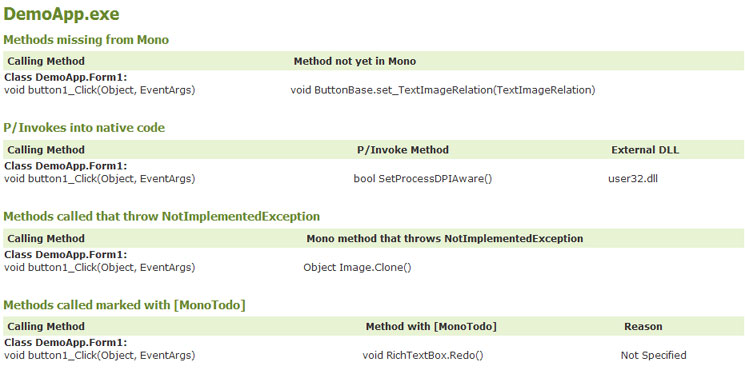 DemoApp.exe
Methods missing from Mono
Calling Method Method not yet in Mono
Class DemoApp.Form1:
void button1_Click(Object, EventArgs) void ButtonBase.set_TextImageRelation(TextImageRelation)
P/Invokes into native code
Calling Method P/Invoke Method External DLL
Class DemoApp.Form1:
void button1_Click(Object, EventArgs) bool SetProcessDPIAware() user32.dll
Methods called that throw NotImplementedException
Calling Method Mono method that throws NotImplementedException
Class DemoApp.Form1:
void button1_Click(Object, EventArgs) Object Image.Clone()
Methods called marked with [MonoTodo]
Calling Method Method with [MonoTodo] Reason
Class DemoApp.Form1:
void button1_Click(Object, EventArgs) void RichTextBox.Redo() Not Specified